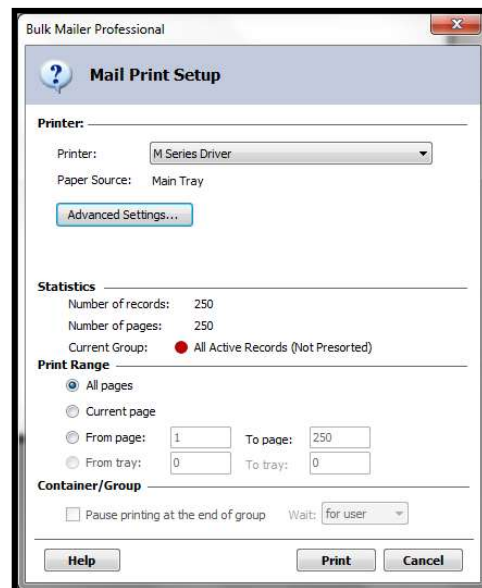 Bulk Mailer Professional
Mail Print Setup
Printer:
Printer: M Series Driver
Paper Source: Main Tray
Advanced Settings...
Statistics
Number of records: 250
Number of pages: 250
Current Group: All Active Records (Not Presorted)
Print Range
All pages
Current page
From page: 1 To page: 250
From tray: 0 To tray: 0
Container/Group
Pause printing at the end of group Wait: for user
Help Print Cancel